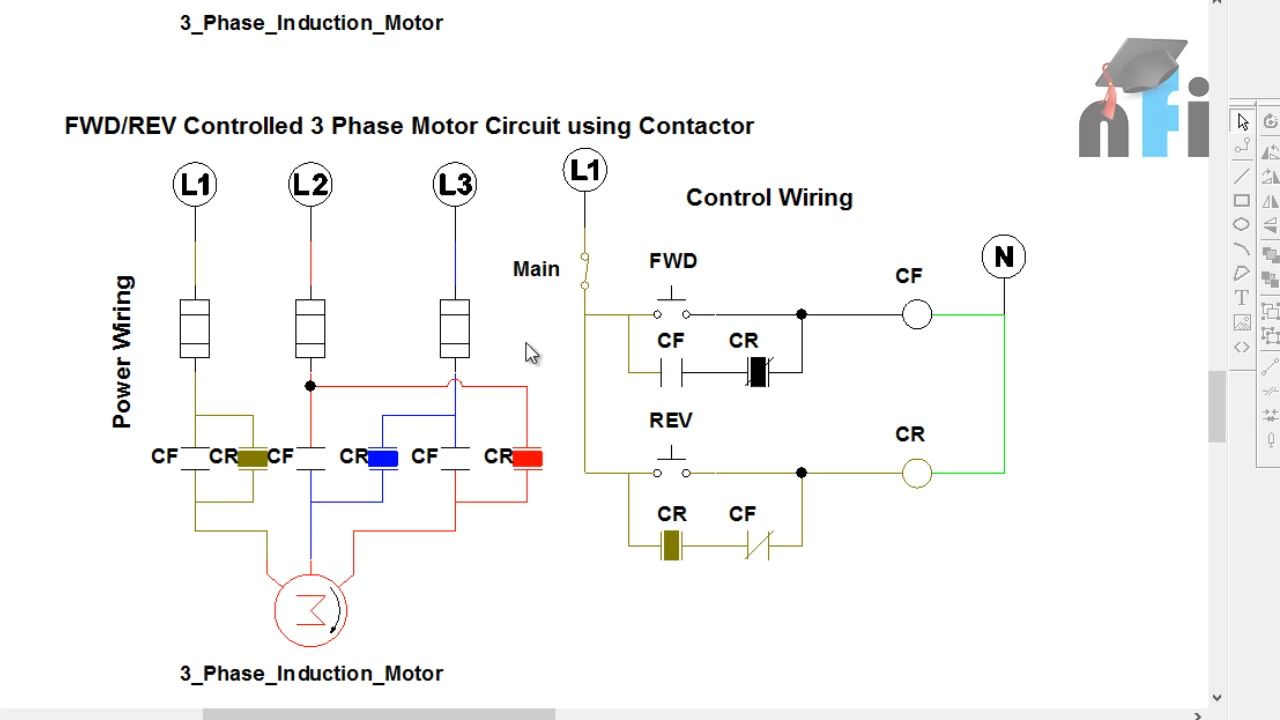 3_Phase_Induction_Motor
FWD/REV Controlled 3 Phase Motor Circuit using Contactor
L1
L2
L3
L1
Control Wiring
N
Main
FWD
CF
Power Wiring
CF
CR
REV
CR
CF
CR
CF
CR
CF
CR
CR
CF
3_Phase_Induction_Motor
nfi